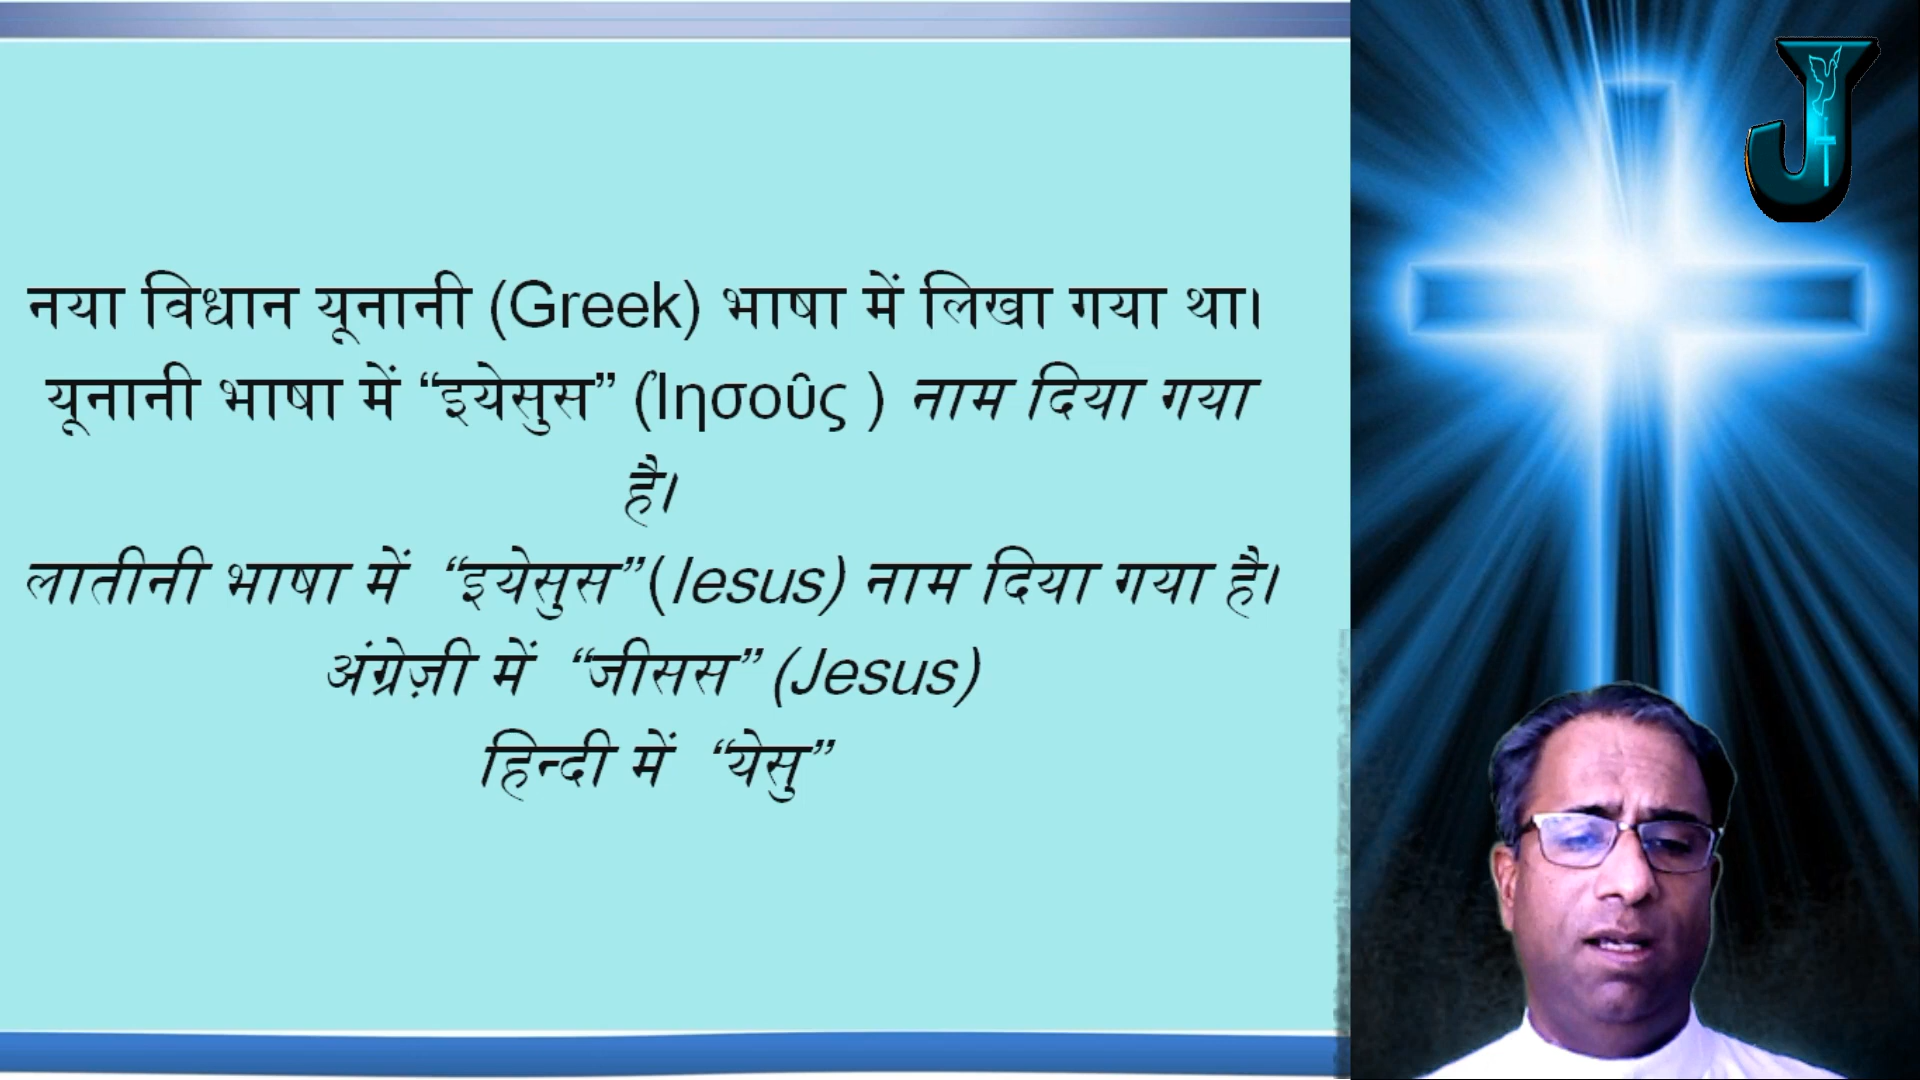 नया विधान यूनानी (Greek) भाषा में लिखा गया था।
यूनानी भाषा में “इयेसुस” (Ἰησοῦς ) नाम दिया गया
है।
लातीनी भाषा में “इयेसुस”(Iesus) नाम दिया गया है।
अंग्रेज़ी में “जीसस” (Jesus)
हिन्दी में “येसु”
J